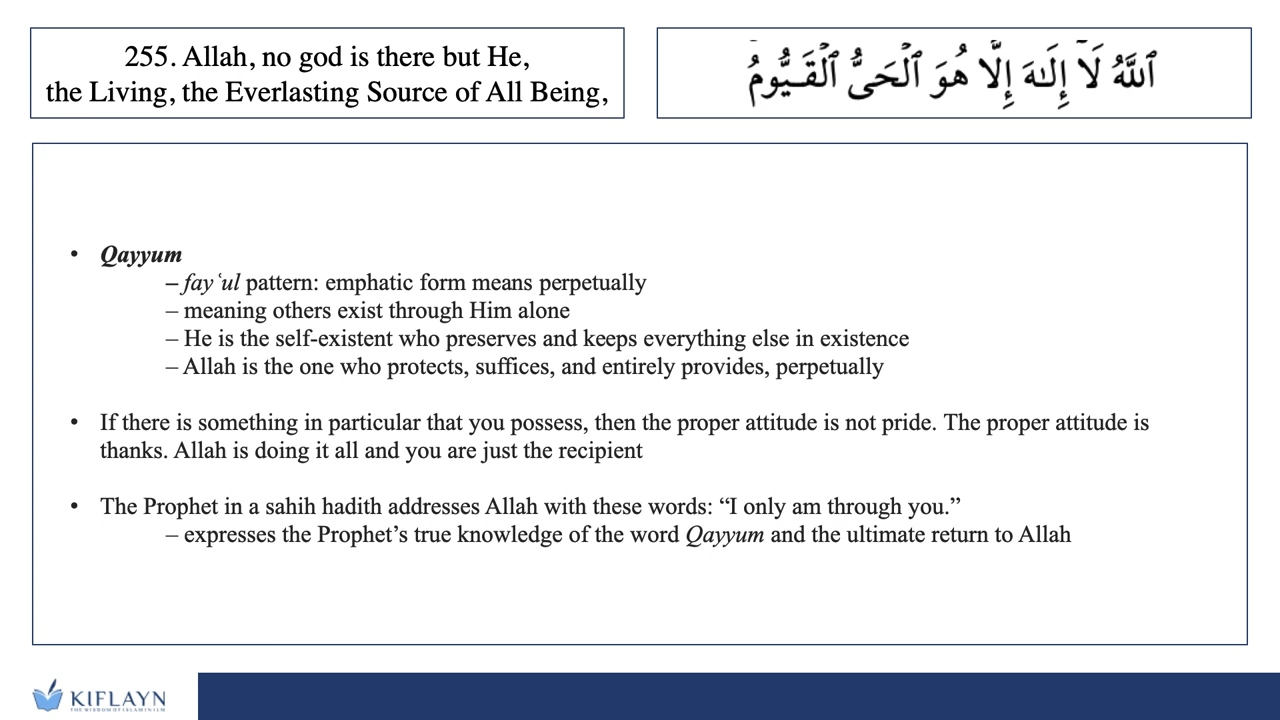 255. Allah, no god is there but He,
the Living, the Everlasting Source of All Being,
ٱللَّهُ لَآ إِلَـٰهَ إِلَّا هُوَ ٱلْحَىُّ ٱلْقَيُّومُ
• Qayyum
– fayʿul pattern: emphatic form means perpetually
– meaning others exist through Him alone
– He is the self-existent who preserves and keeps everything else in existence
– Allah is the one who protects, suffices, and entirely provides, perpetually
• If there is something in particular that you possess, then the proper attitude is not pride. The proper attitude is
thanks. Allah is doing it all and you are just the recipient
• The Prophet in a sahih hadith addresses Allah with these words: “I only am through you.”
– expresses the Prophet’s true knowledge of the word Qayyum and the ultimate return to Allah
KIFLAYN
THE WISDOM OF ISLAM IN ILM